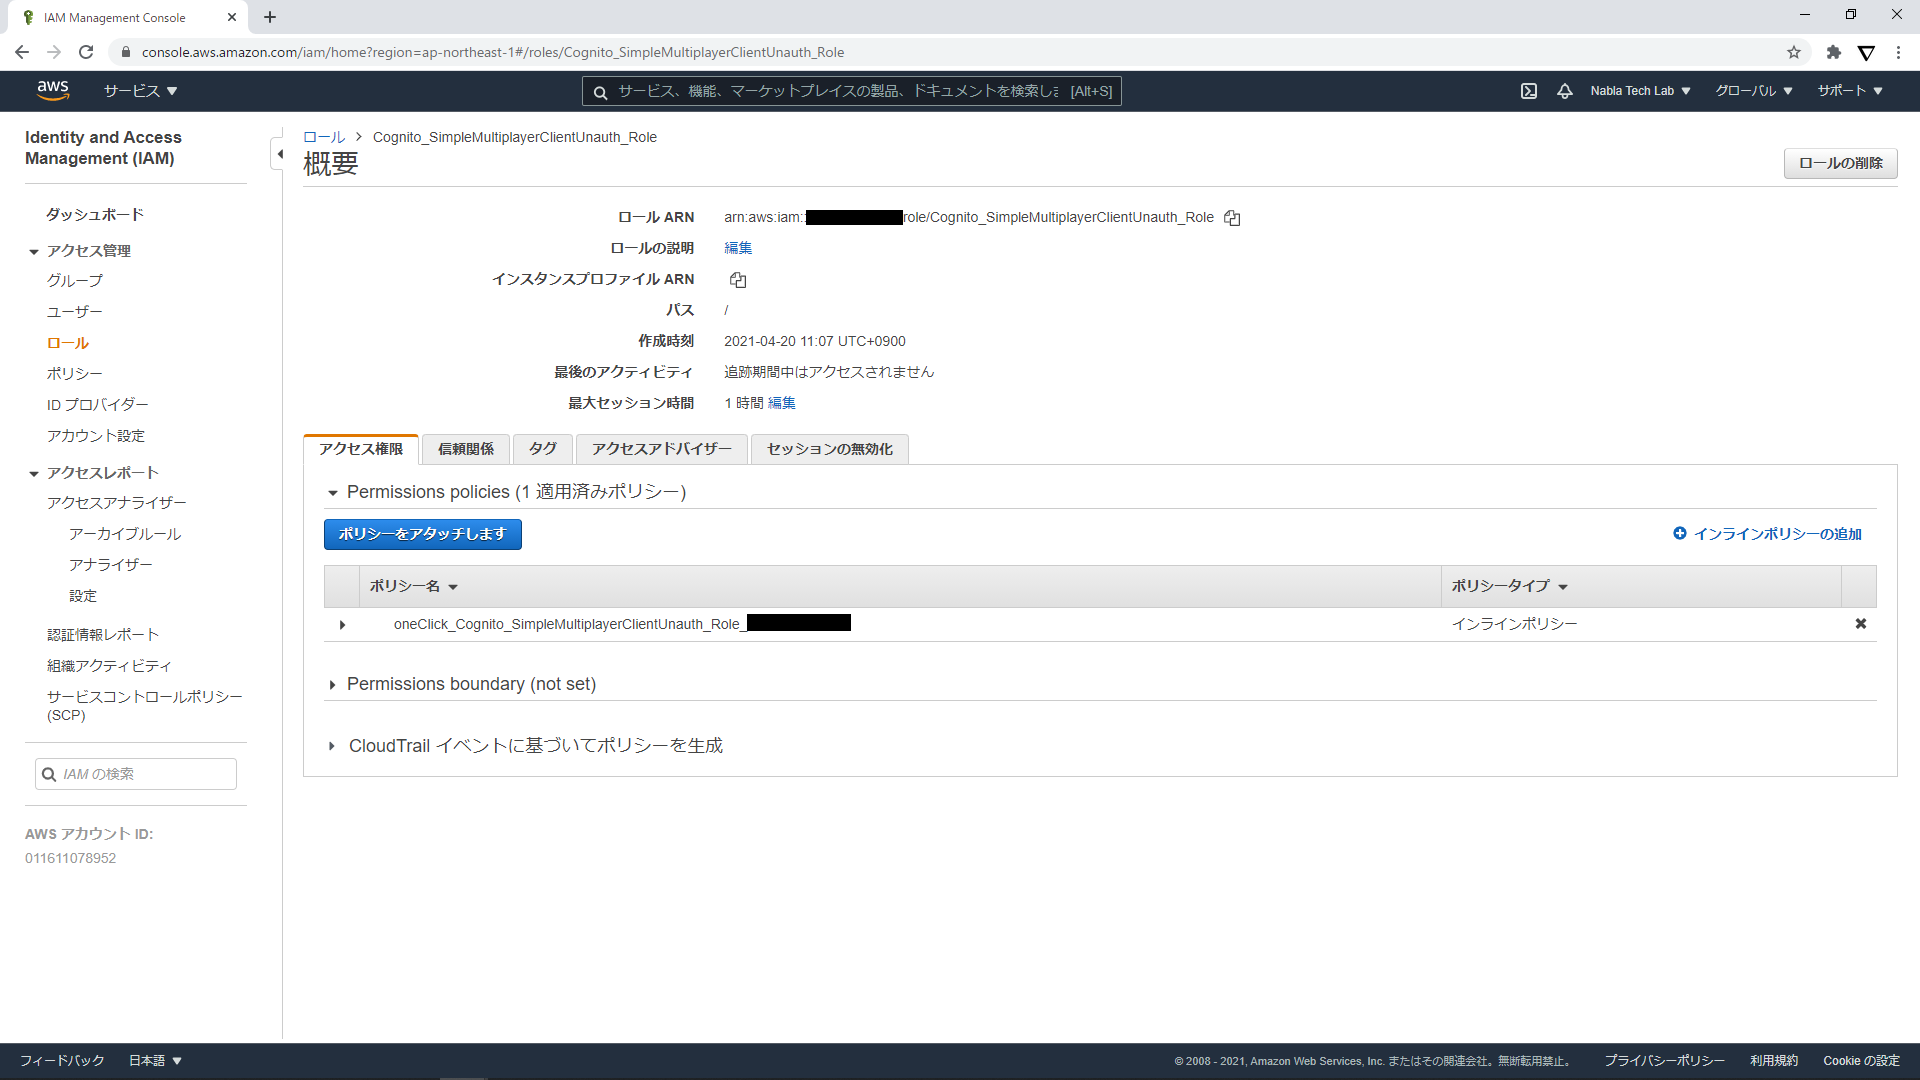 IAM Management Console
console.aws.amazon.com/iam/home?region=ap-northeast-1#/roles/Cognito_SimpleMultiplayerClientUnauth_Role
aws
サービス
サービス、機能、マーケットプレイスの製品、ドキュメントを検索しま [Alt+S]
Nabla Tech Lab
グローバル
サポート
Identity and Access
Management (IAM)
ダッシュボード
アクセス管理
グループ
ユーザー
ロール
ポリシー
ID プロバイダー
アカウント設定
アクセスレポート
アクセスアナライザー
アーカイブルール
アナライザー
設定
認証情報レポート
組織アクティビティ
サービスコントロールポリシー
(SCP)
IAM の検索
AWS アカウント ID:
011611078952
ロール > Cognito_SimpleMultiplayerClientUnauth_Role
概要
ロールの削除
ロール ARN arn:aws:iam: role/Cognito_SimpleMultiplayerClientUnauth_Role
ロールの説明 編集
インスタンスプロファイル ARN
パス /
作成時刻 2021-04-20 11:07 UTC+0900
最後のアクティビティ 追跡期間中はアクセスされません
最大セッション時間 1 時間 編集
アクセス権限 信頼関係 タグ アクセスアドバイザー セッションの無効化
Permissions policies (1 適用済みポリシー)
ポリシーをアタッチします
インラインポリシーの追加
ポリシー名 ポリシータイプ
oneClick_Cognito_SimpleMultiplayerClientUnauth_Role_ インラインポリシー
Permissions boundary (not set)
CloudTrail イベントに基づいてポリシーを生成
フィードバック 日本語
© 2008 - 2021, Amazon Web Services, Inc. またはその関連会社。無断転用禁止。 プライバシーポリシー 利用規約 Cookie の設定